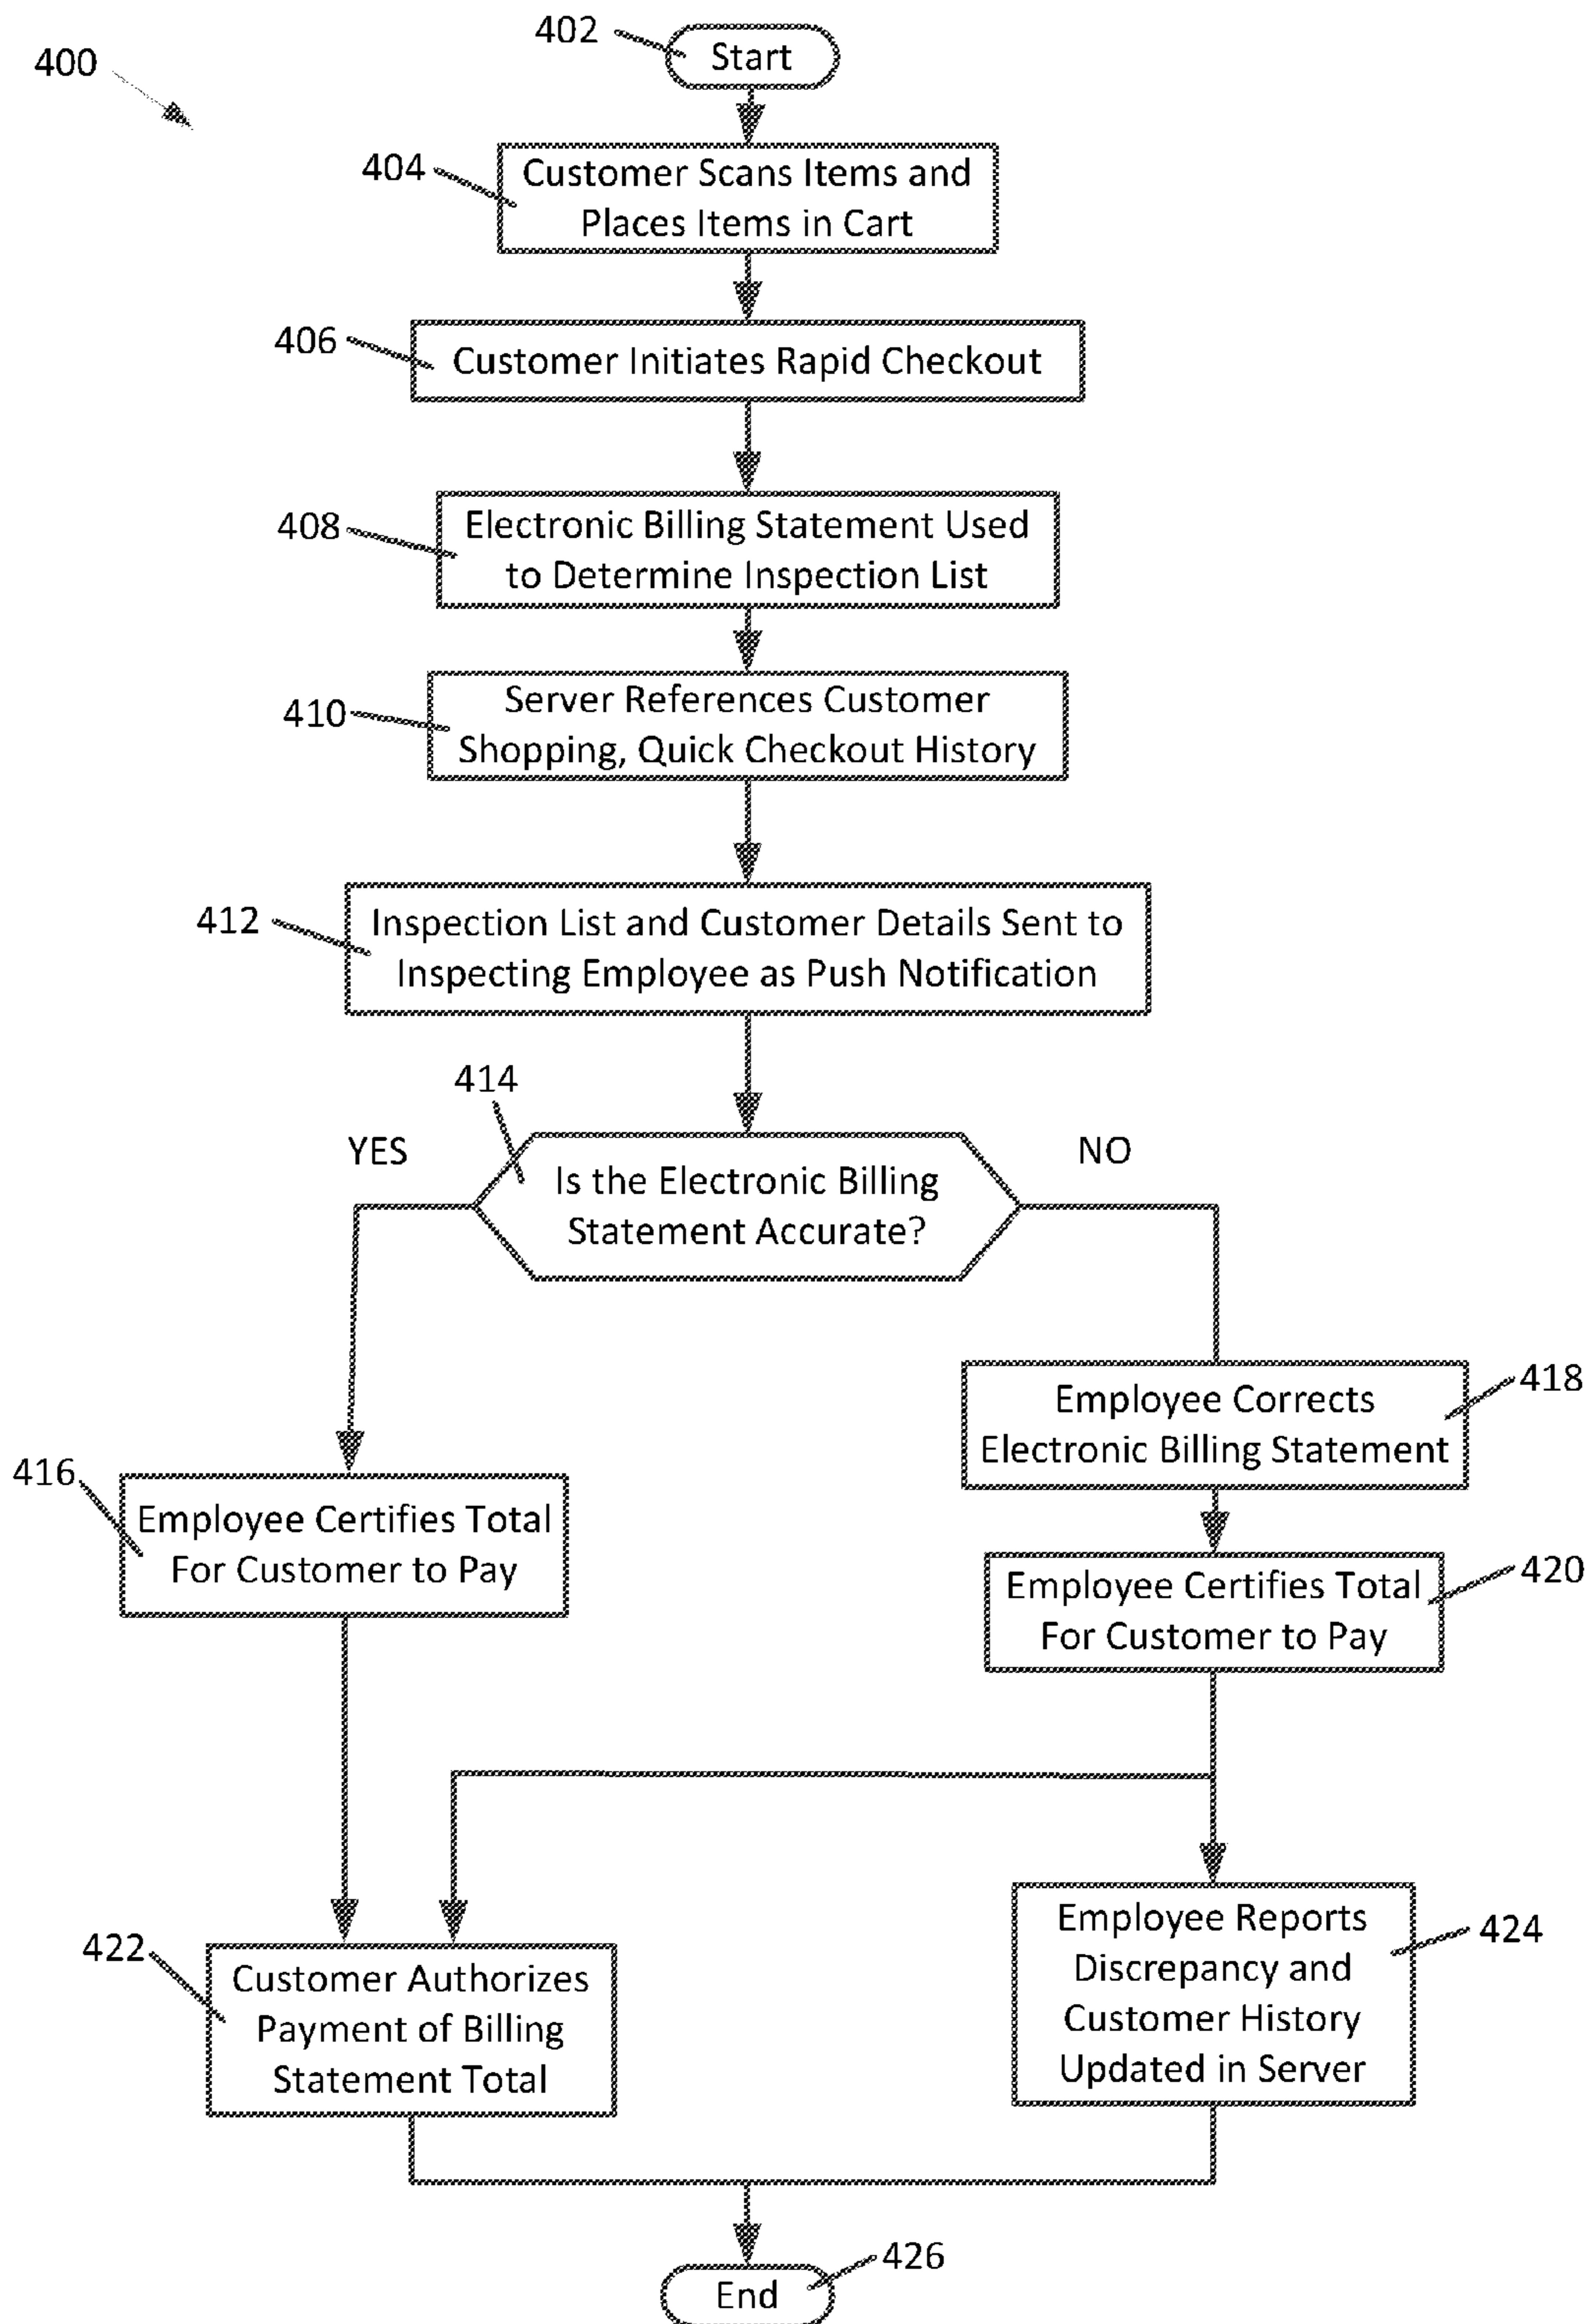 400
402
Start
404
Customer Scans Items and
Places Items in Cart
406
Customer Initiates Rapid Checkout
408
Electronic Billing Statement Used
to Determine Inspection List
410
Server References Customer
Shopping, Quick Checkout History
412
Inspection List and Customer Details Sent to
Inspecting Employee as Push Notification
414
YES
NO
Is the Electronic Billing
Statement Accurate?
418
Employee Corrects
Electronic Billing Statement
416
Employee Certifies Total
For Customer to Pay
420
Employee Certifies Total
For Customer to Pay
422
Customer Authorizes
Payment of Billing
Statement Total
424
Employee Reports
Discrepancy and
Customer History
Updated in Server
426
End